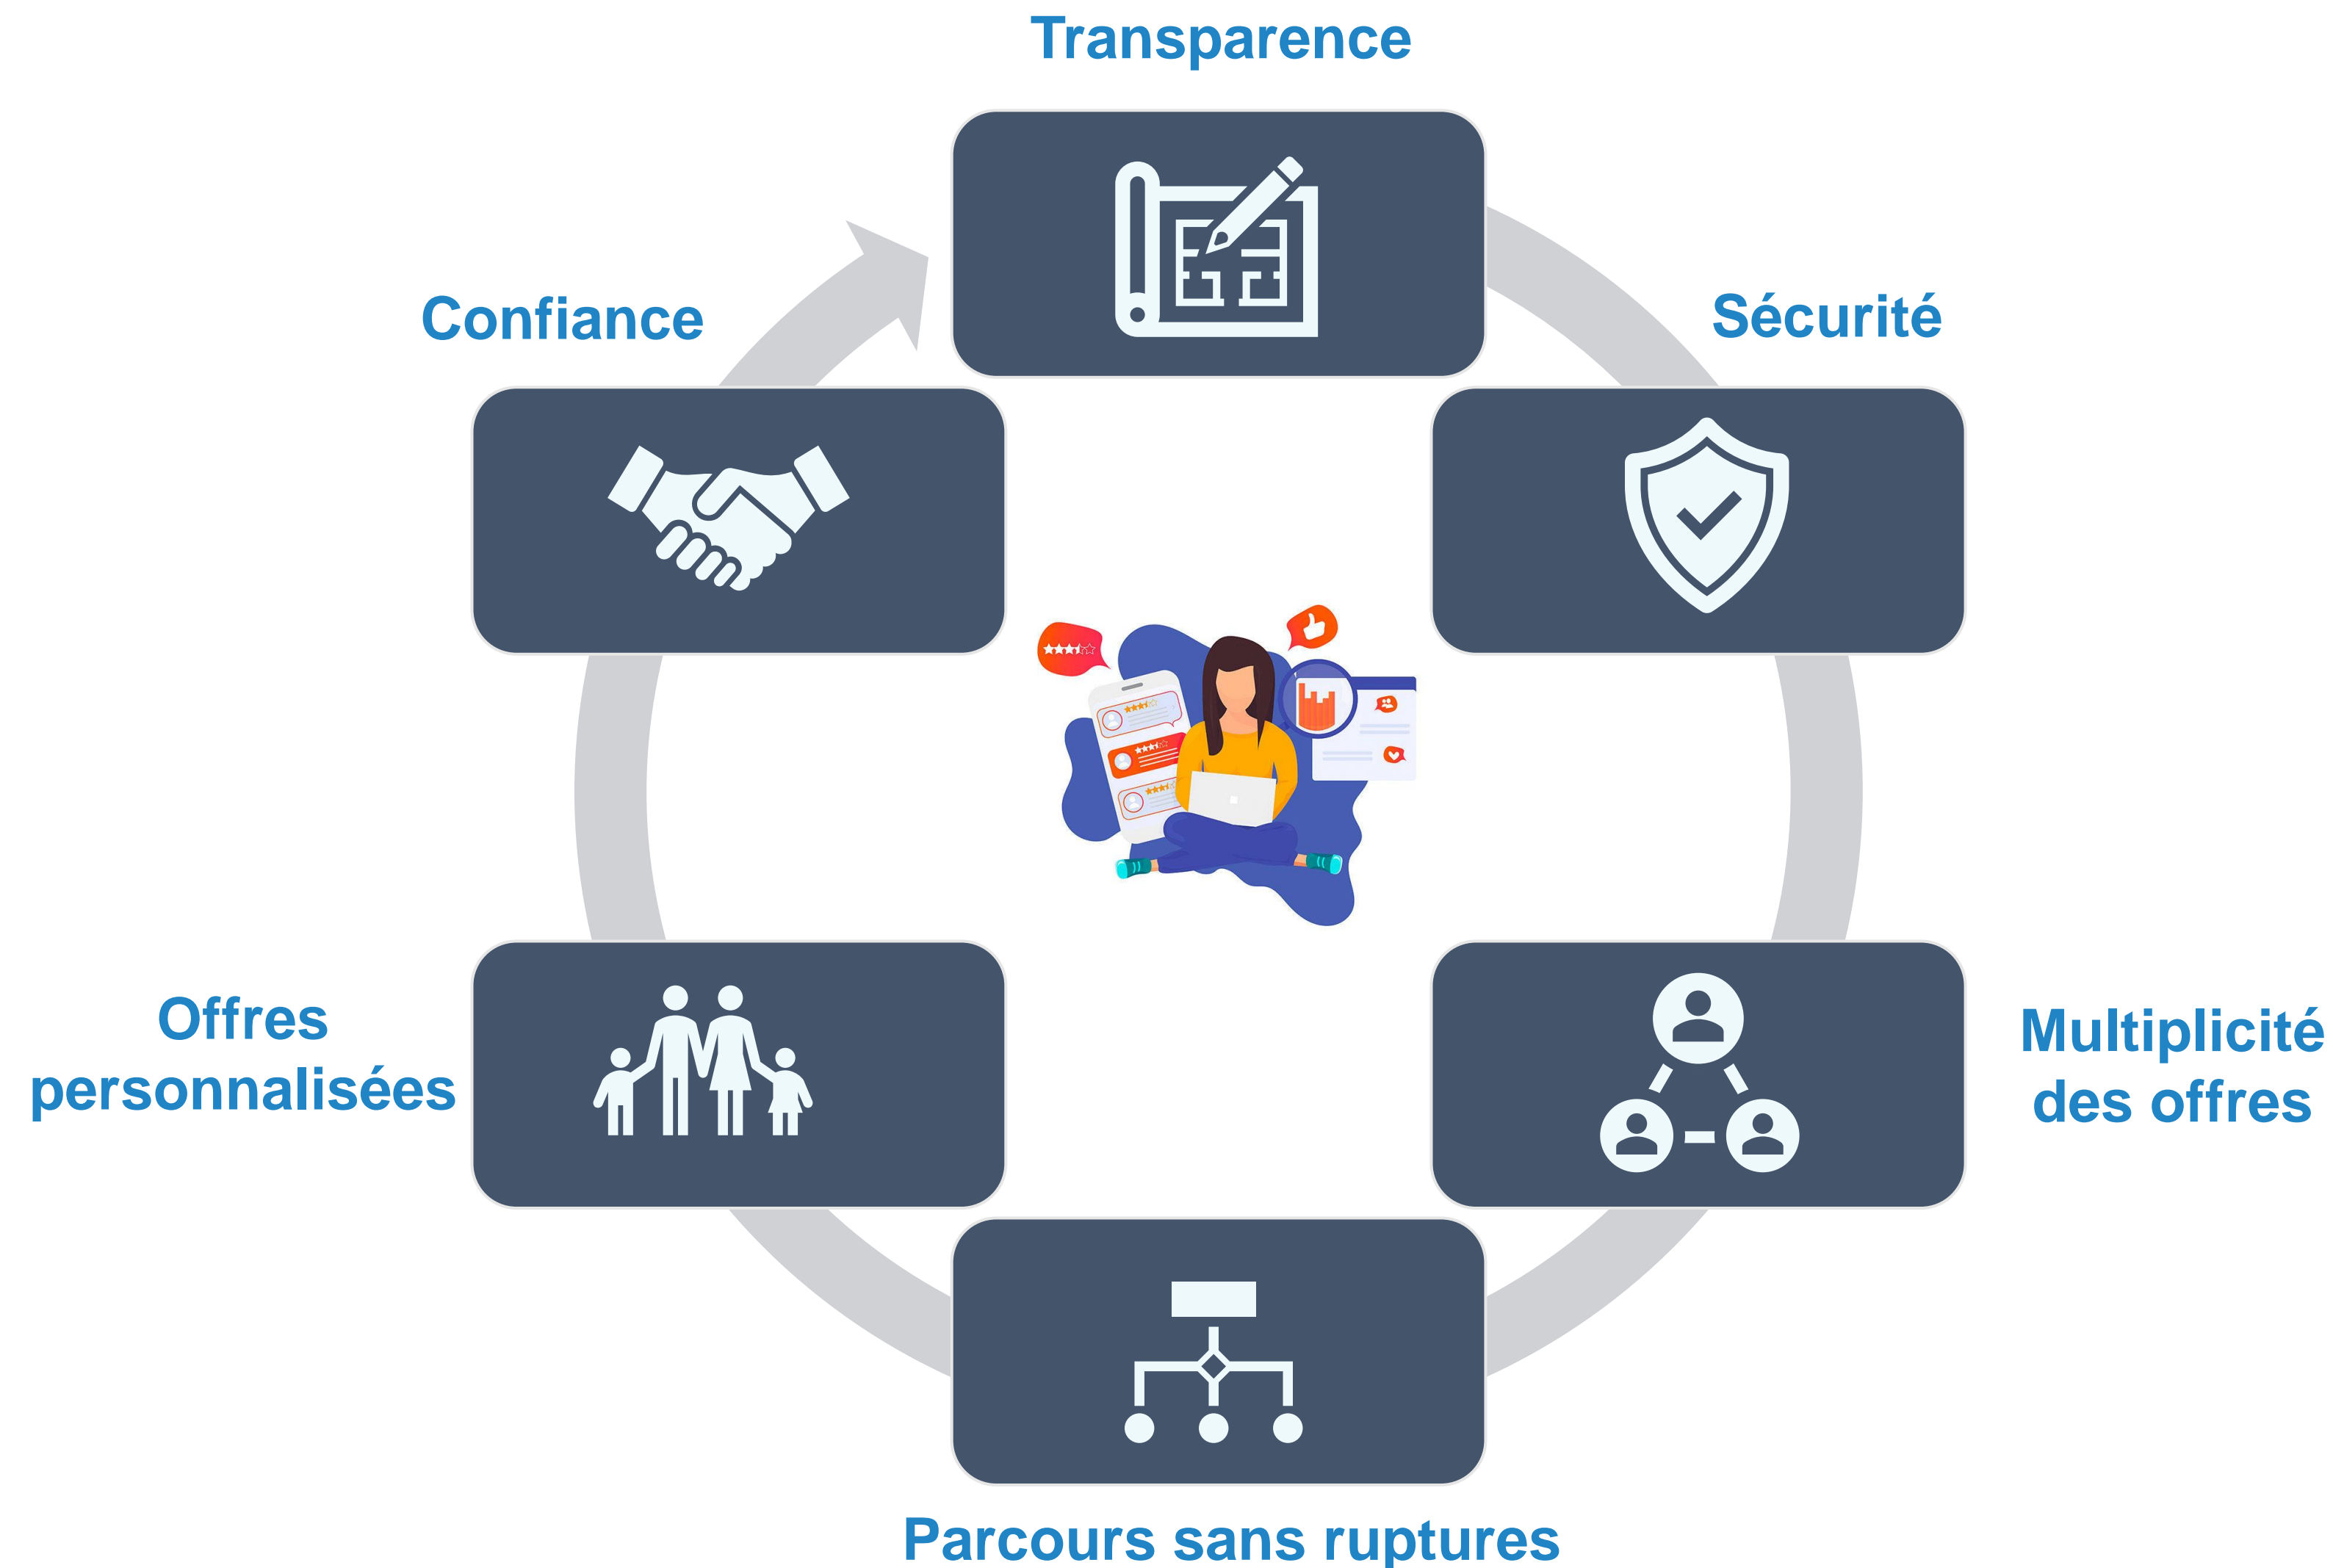 Transparence
Confiance
Sécurité
Offres
personnalisées
Multiplicité
des offres
Parcours sans ruptures